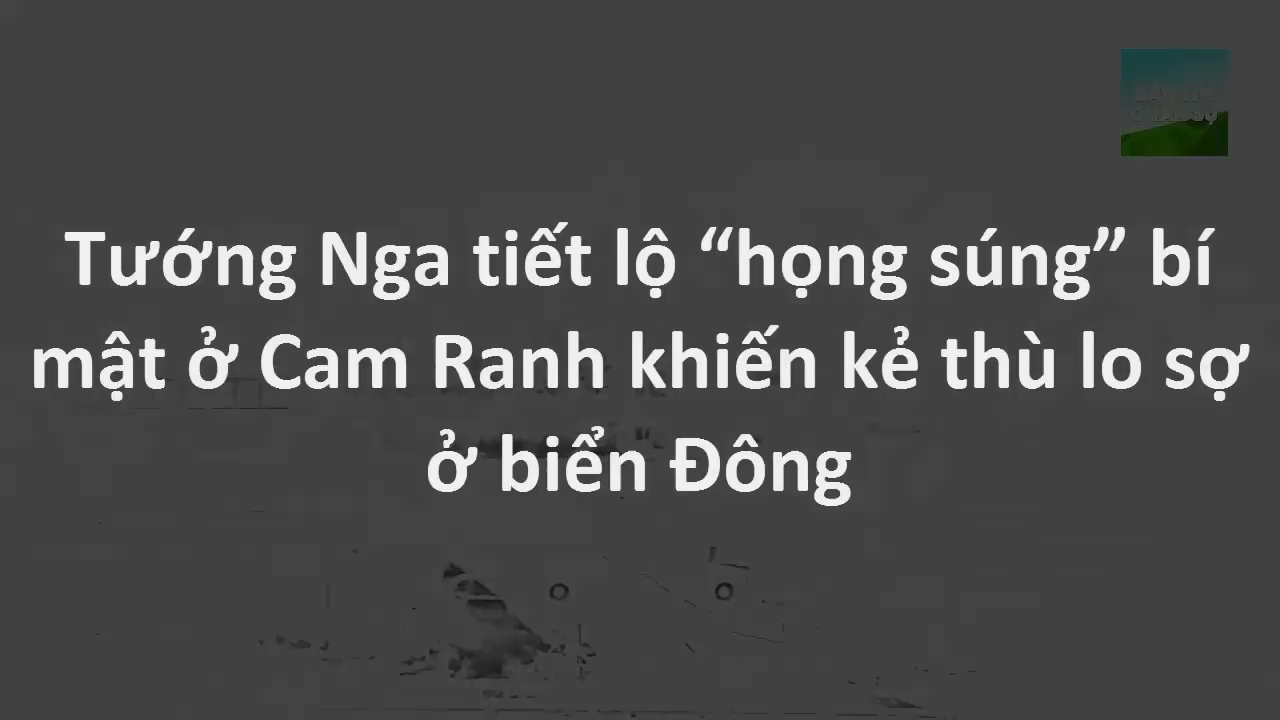 Tướng Nga tiết lộ “họng súng” bí
mật ở Cam Ranh khiến kẻ thù lo sợ
ở biển Đông